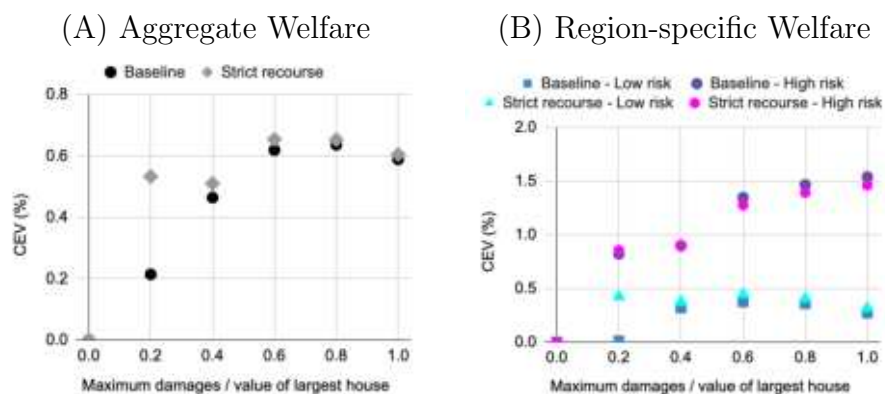 (A) Aggregate Welfare
Baseline Strict recourse
0.8
0.6
0.4
0.2
0.0
CEV (%)
0.0 0.2 0.4 0.6 0.8 1.0
Maximum damages / value of largest house
(B) Region-specific Welfare
Baseline - Low risk Baseline - High risk
Strict recourse - Low risk Strict recourse - High risk
2.0
1.5
1.0
0.5
0.0
CEV (%)
0.0 0.2 0.4 0.6 0.8 1.0
Maximum damages / value of largest house